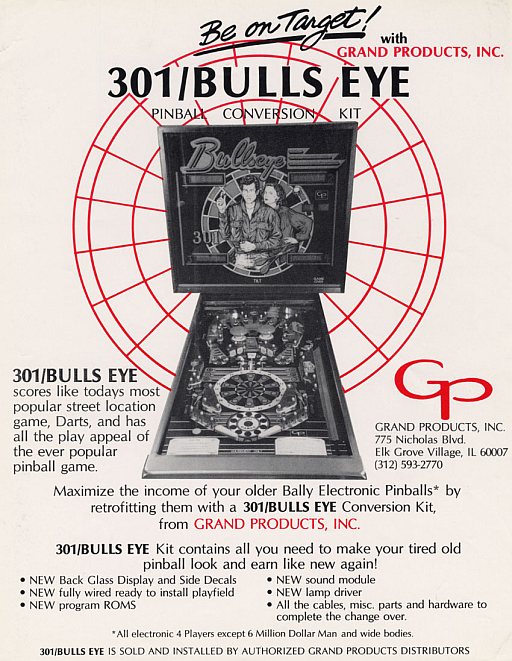 Be on Target!
with
GRAND PRODUCTS, INC.
301/BULLS EYE
PINBALL CONVERSION KIT
Bullseye
GP
301
TILT
301/BULLS EYE
scores like todays most
popular street location
game, Darts, and has
all the play appeal of
the ever popular
pinball game.
GP
GRAND PRODUCTS, INC.
775 Nicholas Blvd.
Elk Grove Village, IL 60007
(312) 593-2770
Maximize the income of your older Bally Electronic Pinballs* by
retrofitting them with a 301/BULLS EYE Conversion Kit,
from GRAND PRODUCTS, INC.
301/BULLS EYE Kit contains all you need to make your tired old
pinball look and earn like new again!
• NEW Back Glass Display and Side Decals
• NEW fully wired ready to install playfield
• NEW program ROMS
• NEW sound module
• NEW lamp driver
• All the cables, misc. parts and hardware to
complete the change over.
*All electronic 4 Players except 6 Million Dollar Man and wide bodies.
301/BULLS EYE IS SOLD AND INSTALLED BY AUTHORIZED GRAND PRODUCTS DISTRIBUTORS